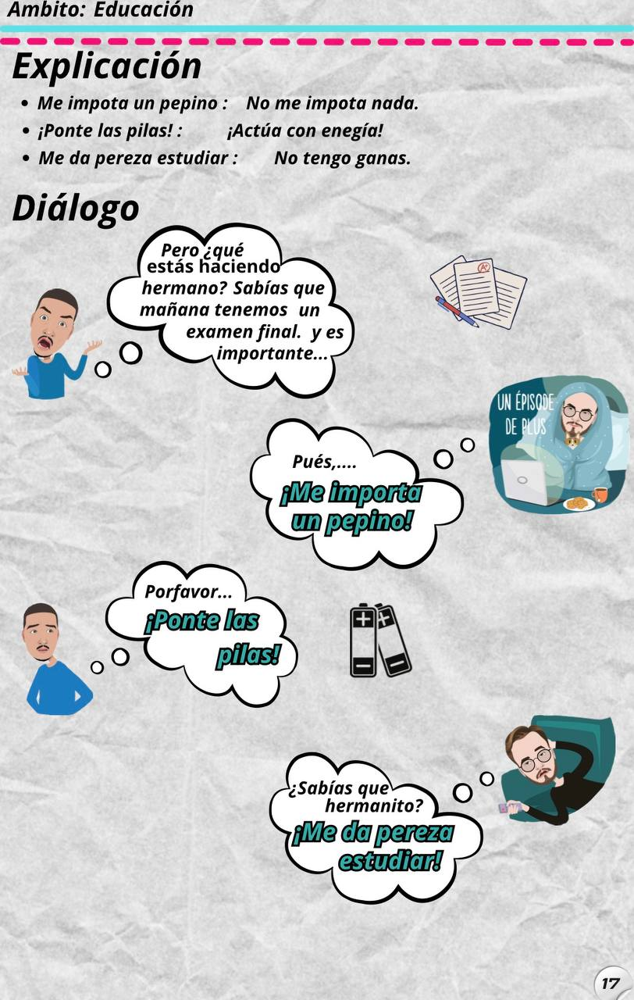 Ambito: Educación
Explicación
• Me impota un pepino : No me impota nada.
• ¡Ponte las pilas! : ¡Actúa con enegía!
• Me da pereza estudiar : No tengo ganas.
Diálogo
Pero ¿qué
estás haciendo
hermano? Sabías que
mañana tenemos un
examen final. y es
importante...
A+
UN ÉPISODE
DE PLUS
Pués,....
¡Me importa
un pepino!
Porfavor...
¡Ponte las
pilas!
¿Sabías que
hermanito?
¡Me da pereza
estudiar!
17